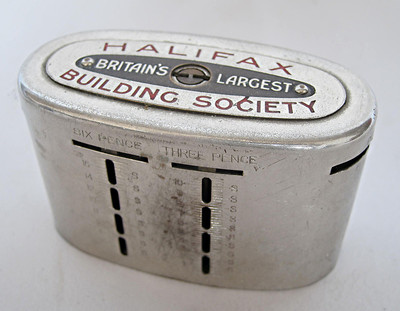 HALIFAX
BRITAIN'S LARGEST
BUILDING SOCIETY
SIX PENCE THREE PENCE